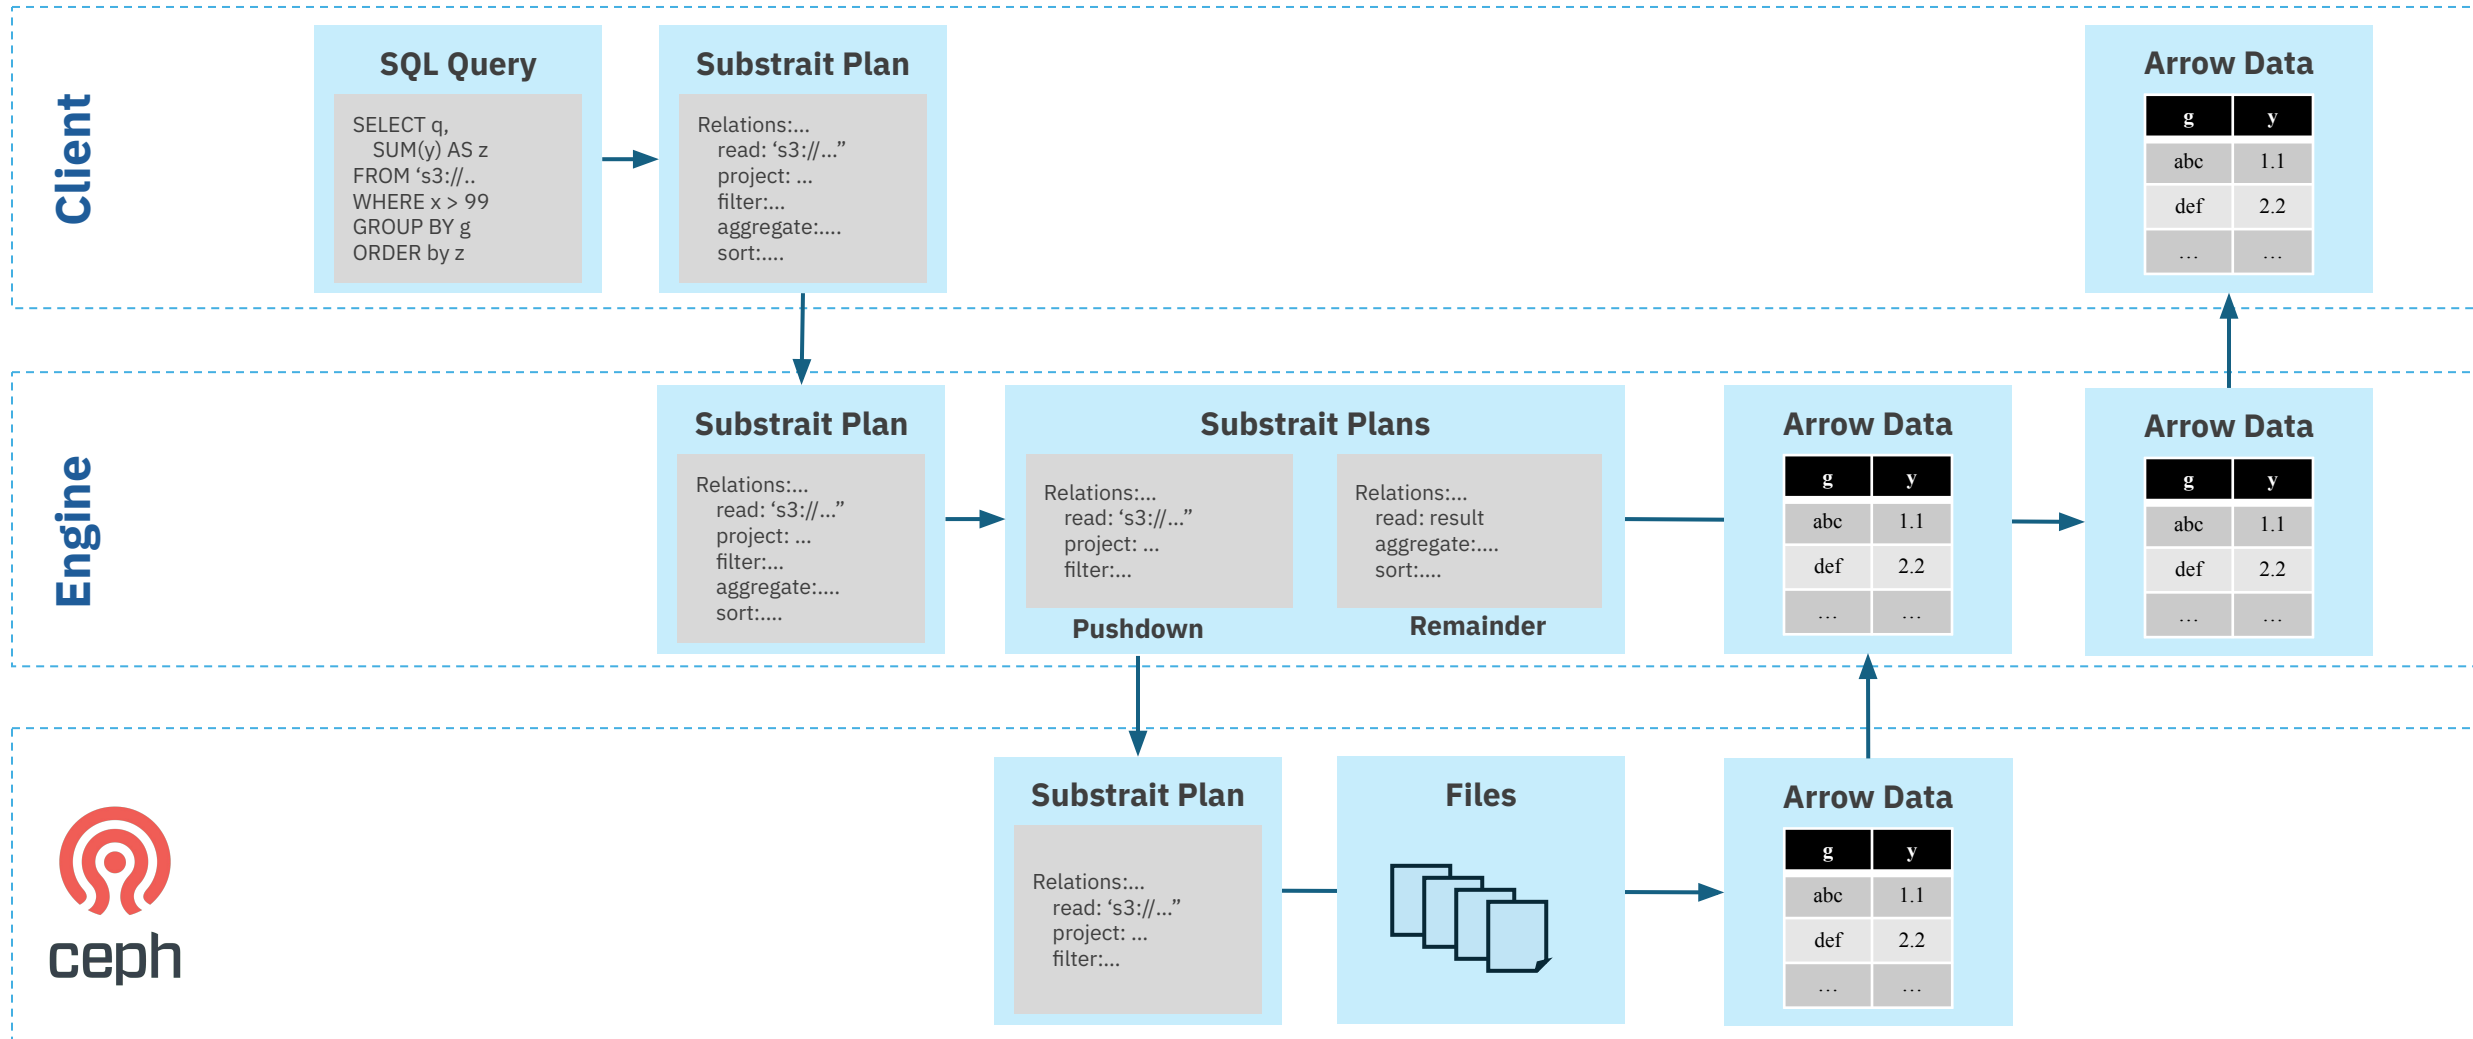 Client
SQL Query
SELECT q,
SUM(y) AS z
FROM ‘s3://..
WHERE x > 99
GROUP BY g
ORDER by z
Substrait Plan
Relations:...
read: ‘s3://...”
project: ...
filter:...
aggregate:....
sort:....
Arrow Data
g y
abc 1.1
def 2.2
... ...
Engine
Substrait Plan
Relations:...
read: ‘s3://...”
project: ...
filter:...
aggregate:....
sort:....
Substrait Plans
Relations:...
read: ‘s3://...”
project: ...
filter:...
Pushdown
Relations:...
read: result
aggregate:....
sort:....
Remainder
Arrow Data
g y
abc 1.1
def 2.2
... ...
Arrow Data
g y
abc 1.1
def 2.2
... ...
ceph
Substrait Plan
Relations:...
read: ‘s3://...”
project: ...
filter:...
Files
Arrow Data
g y
abc 1.1
def 2.2
... ...